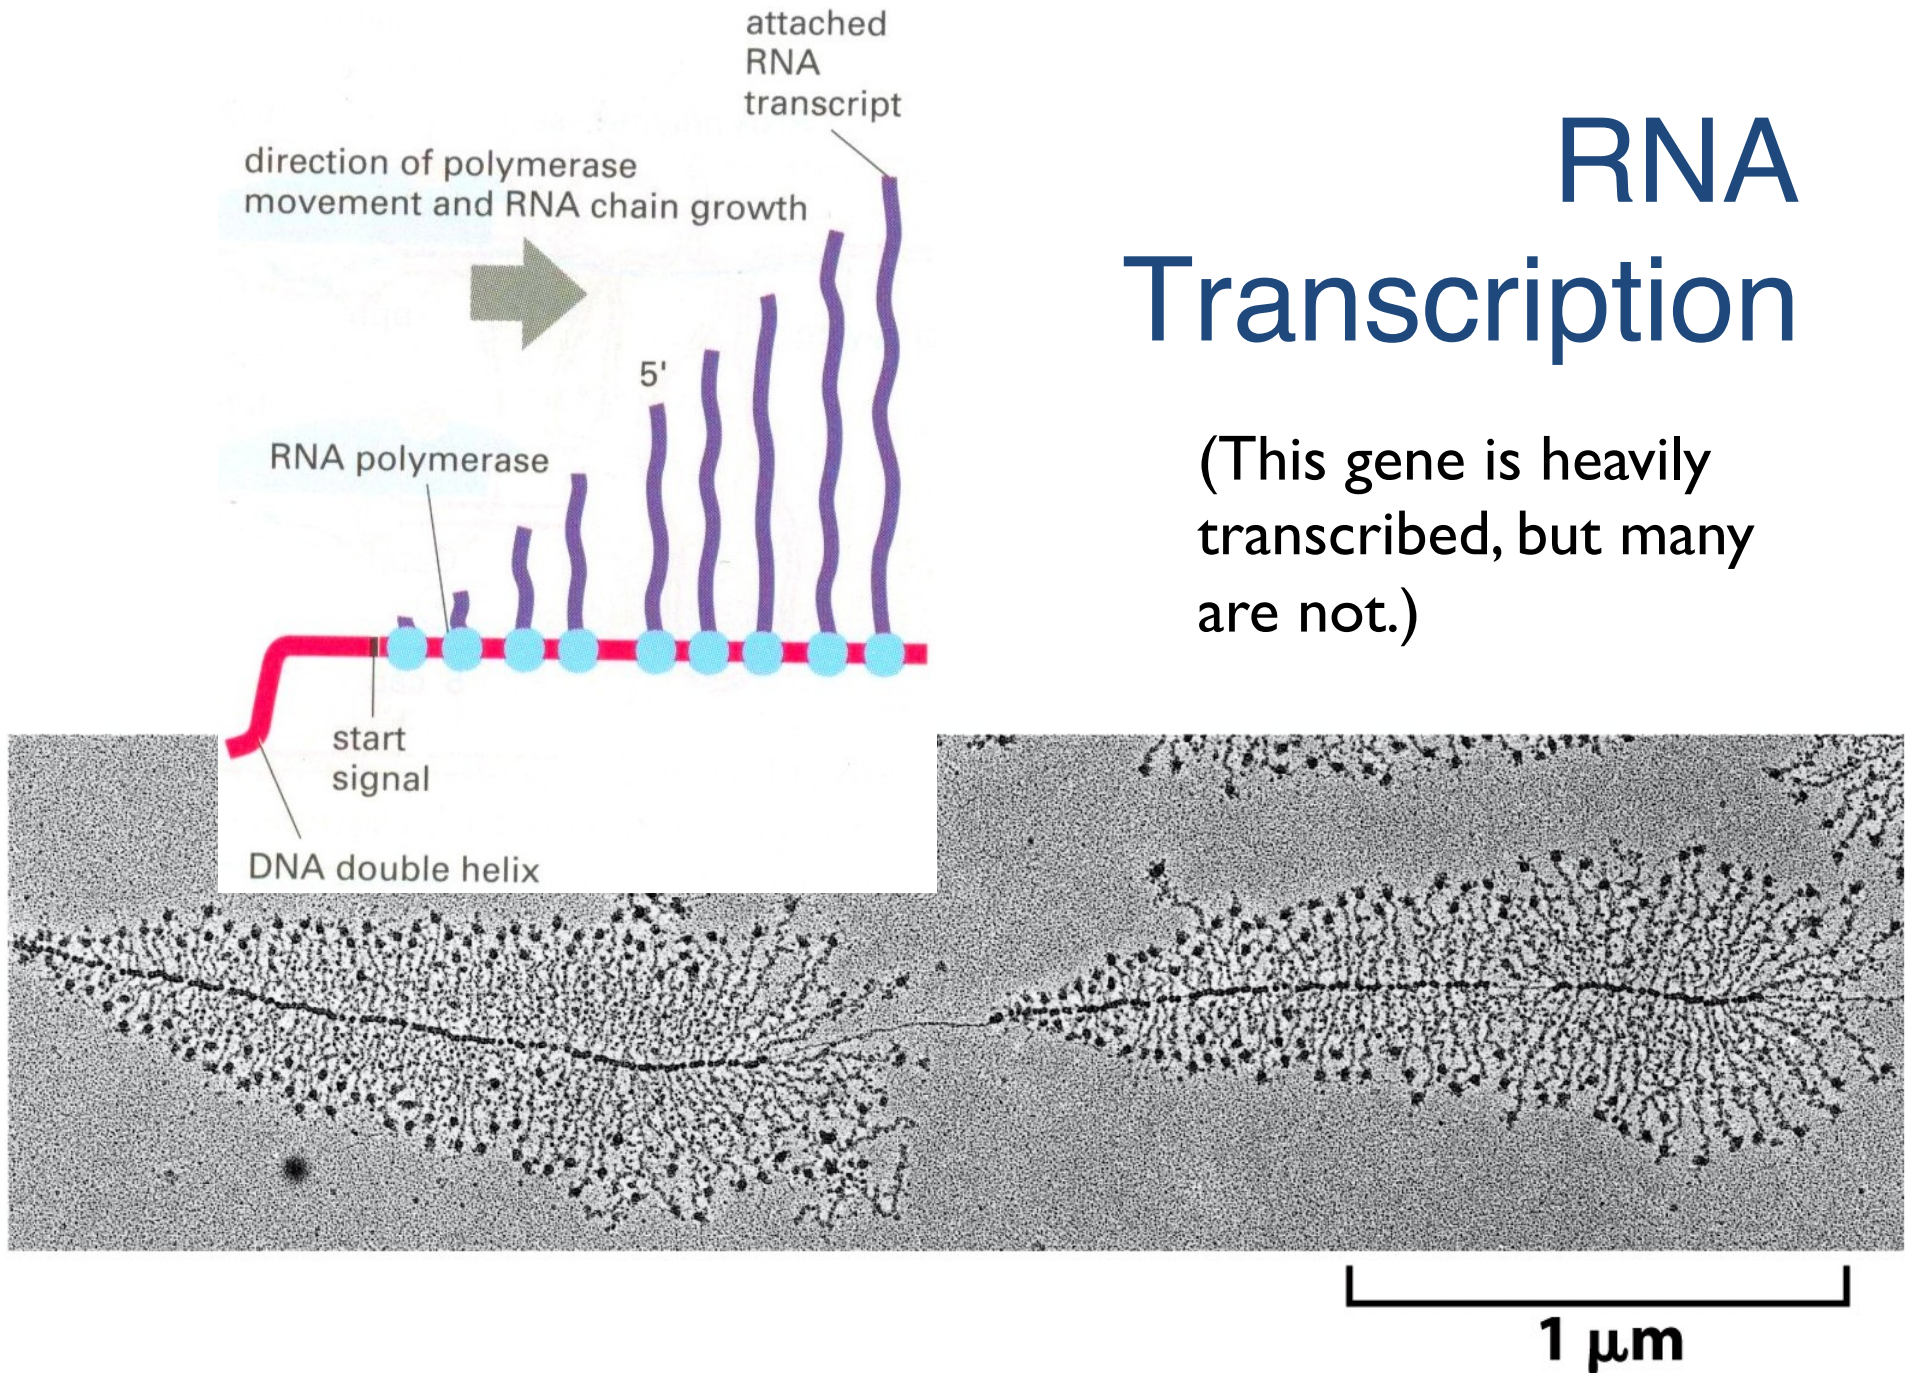 attached
RNA
transcript
direction of polymerase
movement and RNA chain growth
5'
RNA polymerase
start
signal
DNA double helix
RNA
Transcription
(This gene is heavily
transcribed, but many
are not.)
1 μm